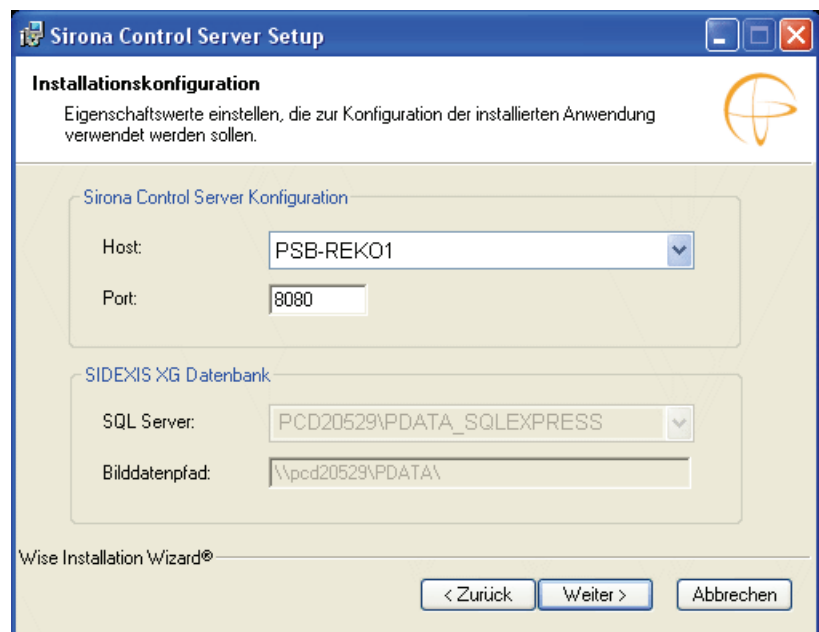 Sirona Control Server Setup
Installationskonfiguration
Eigenschaftswerte einstellen, die zur Konfiguration der installierten Anwendung
verwendet werden sollen.
Sirona Control Server Konfiguration
Host:
PSB-REKO1
Port:
8080
SIDEXIS XG Datenbank
SQL Server:
PCD20529\PDATA_SQLEXPRESS
Bilddatenpfad:
\\pcd20529\PDATA\
Wise Installation Wizard®
< Zurück
Weiter >
Abbrechen